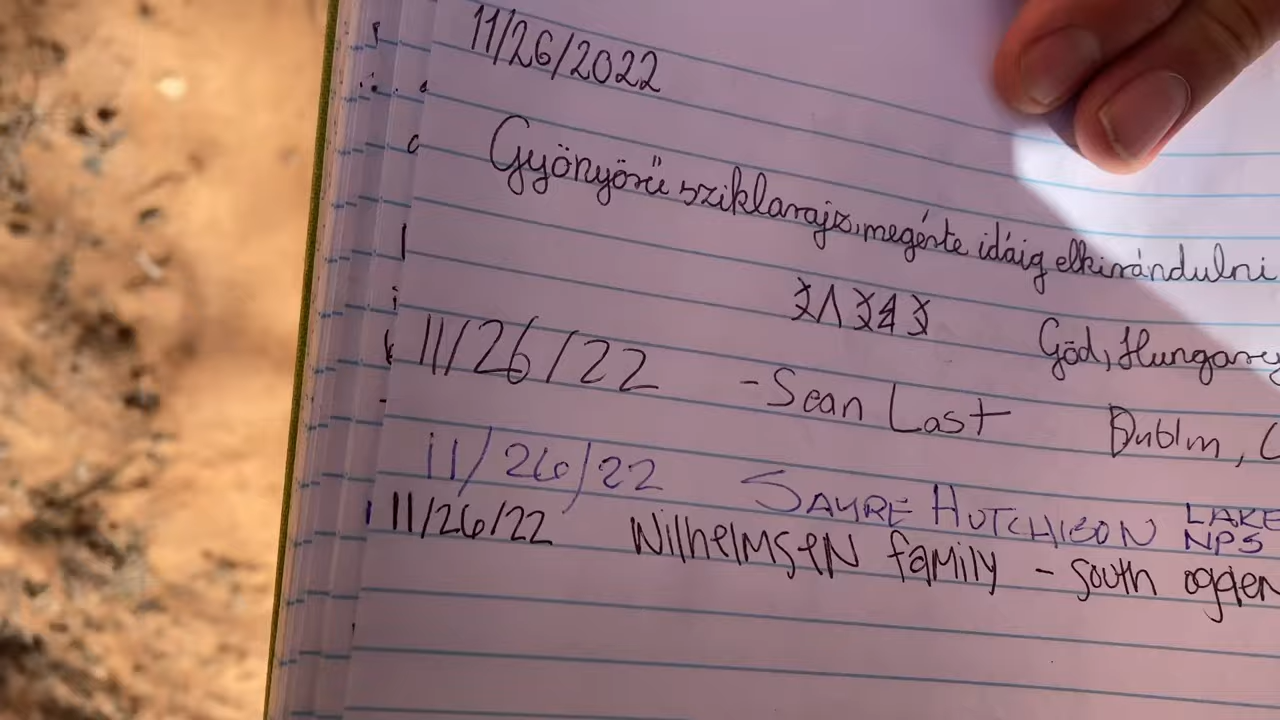 11/26/2022
Gyönyörű sziklarajz, megérte idáig elkirándulni
Göd, Hungary
11/26/22 - Sean Last Dublin, C
11/26/22 SAYRE HUTCHISON LAKE
NPS
11/26/22 Wilhelmsen family - South Ogden